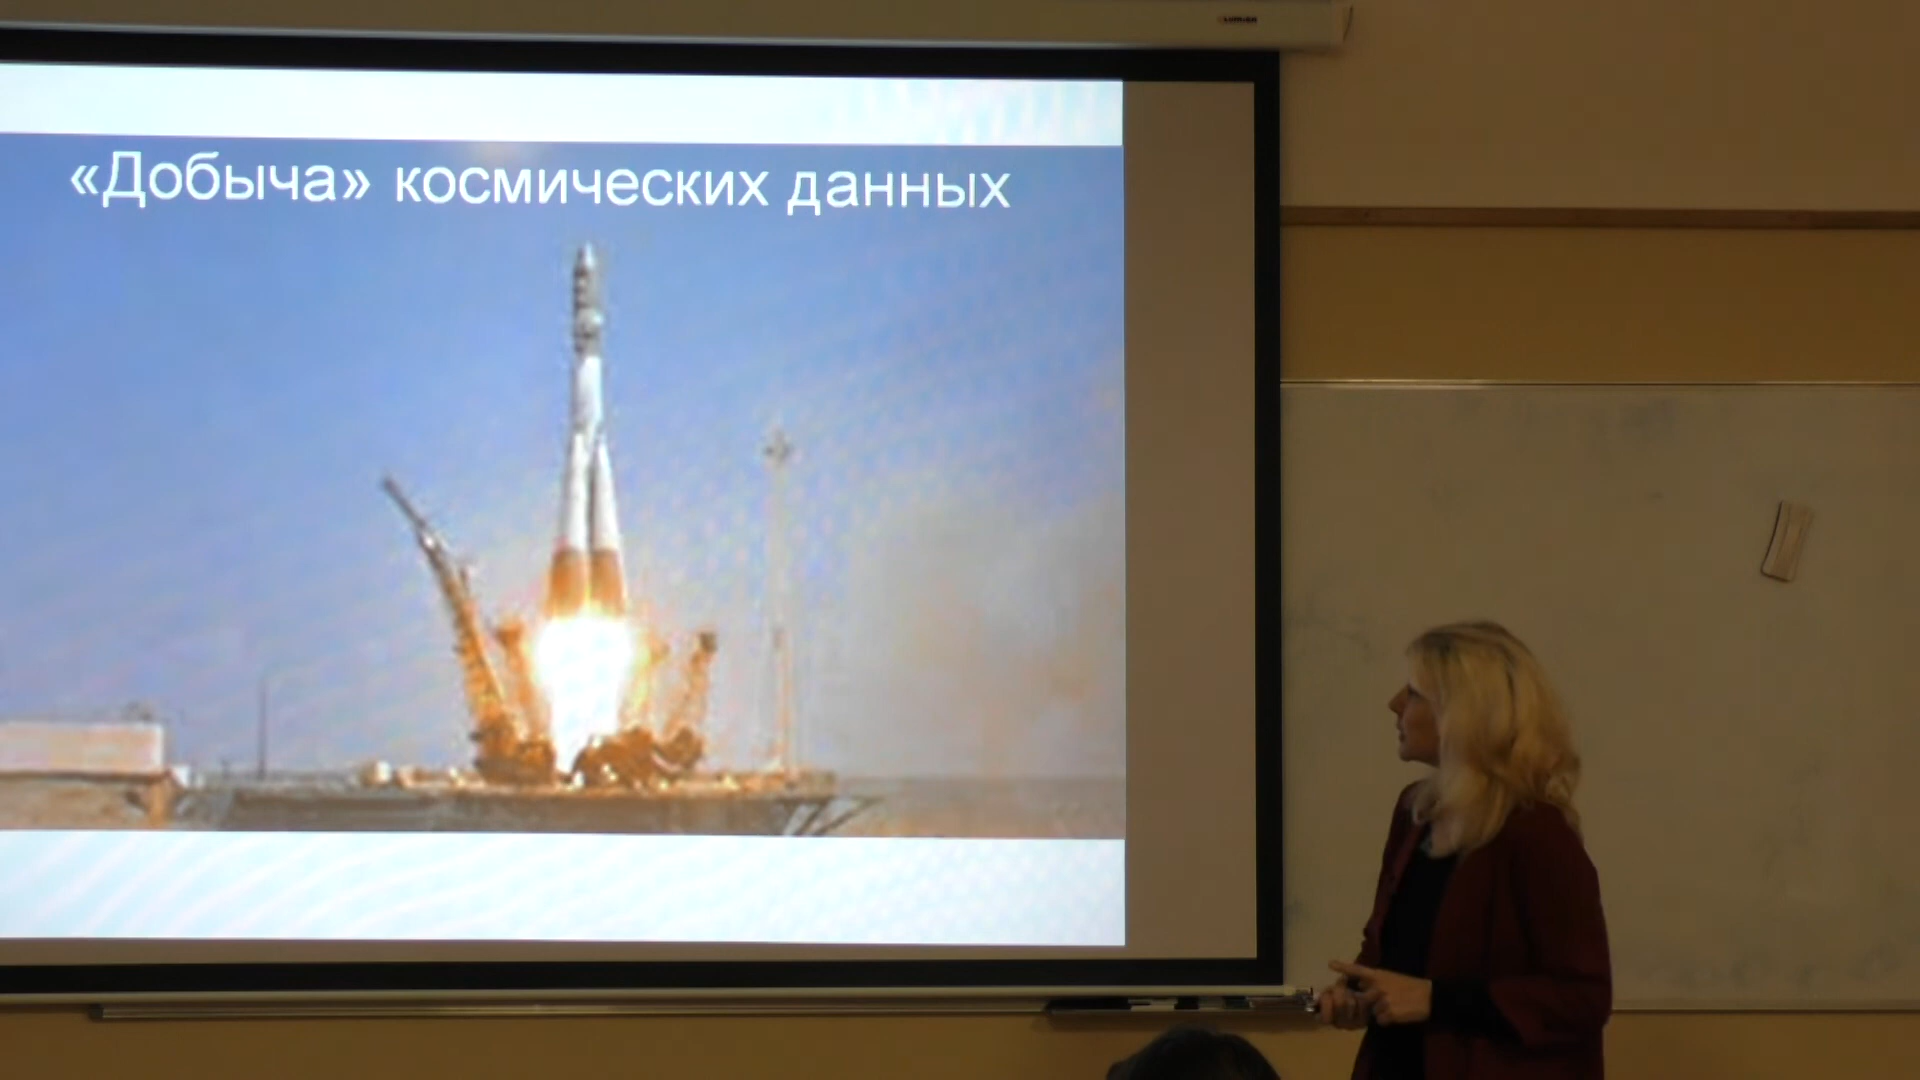 «Добыча» космических данных